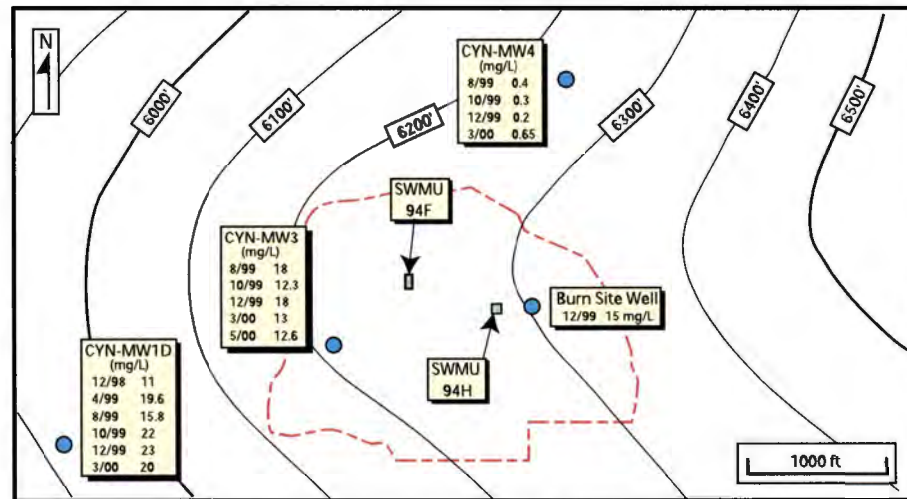 N
6000'
6100'
6200'
6300'
6400'
6500'
CYN-MW4
(mg/L)
8/99 0.4
10/99 0.3
12/99 0.2
3/00 0.65
SWMU
94F
CYN-MW3
(mg/L)
8/99 18
10/99 12.3
12/99 18
3/00 13
5/00 12.6
Burn Site Well
12/99 15 mg/L
SWMU
94H
CYN-MW1D
(mg/L)
12/98 11
4/99 19.6
8/99 15.8
10/99 22
12/99 23
3/00 20
1000 ft